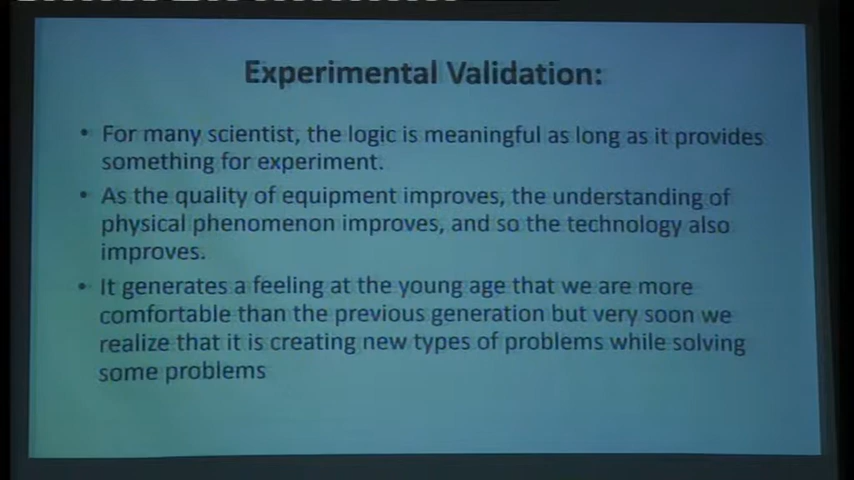 Experimental Validation:
• For many scientist, the logic is meaningful as long as it provides
something for experiment.
• As the quality of equipment improves, the understanding of
physical phenomenon improves, and so the technology also
improves.
• It generates a feeling at the young age that we are more
comfortable than the previous generation but very soon we
realize that it is creating new types of problems while solving
some problems